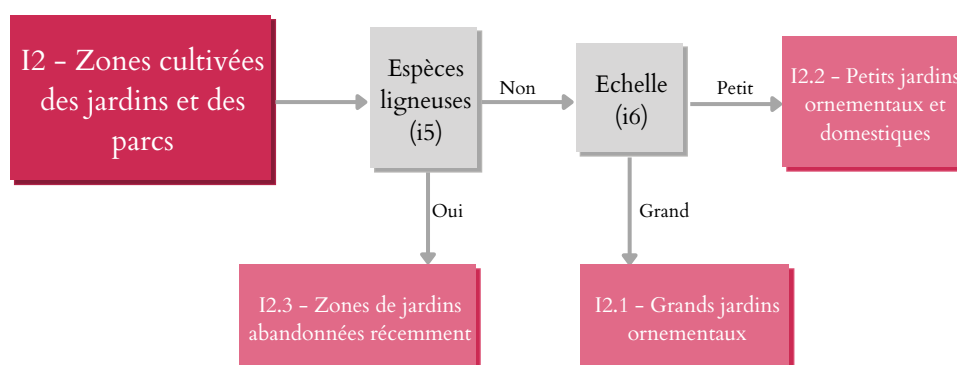 I2 - Zones cultivées
des jardins et des
parcs
Espèces
ligneuses
(i5)
Non
Echelle
(i6)
Petit
I2.2 - Petits jardins
ornementaux et
domestiques
Oui
Grand
I2.3 - Zones de jardins
abandonnées récemment
I2.1 - Grands jardins
ornementaux